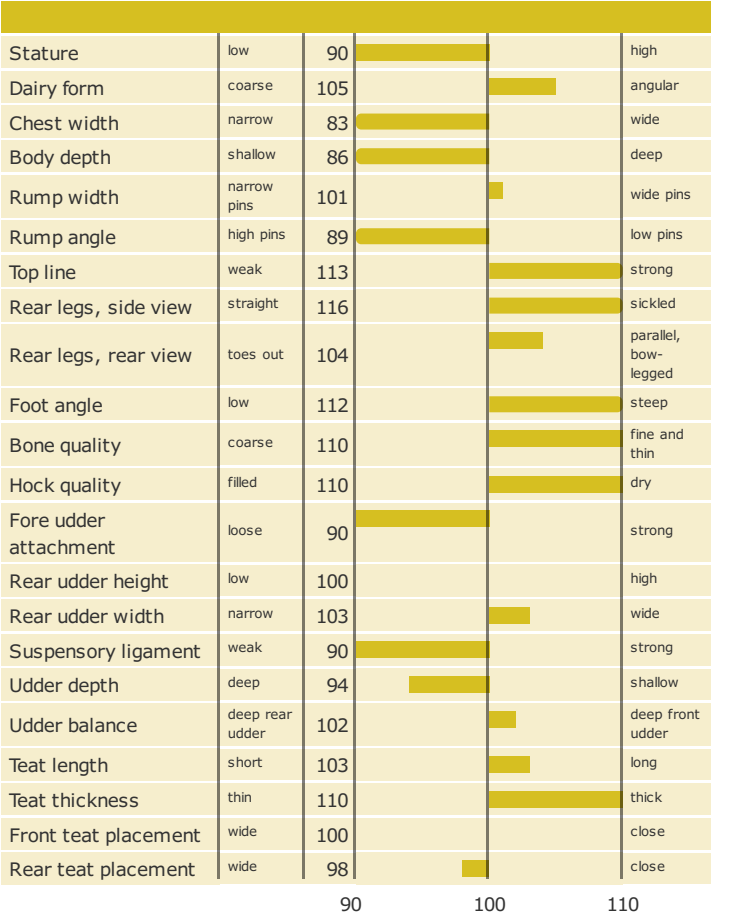 Stature low 90 high
Dairy form coarse 105 angular
Chest width narrow 83 wide
Body depth shallow 86 deep
Rump width narrow pins 101 wide pins
Rump angle high pins 89 low pins
Top line weak 113 strong
Rear legs, side view straight 116 sickled
Rear legs, rear view toes out 104 parallel, bow-legged
Foot angle low 112 steep
Bone quality coarse 110 fine and thin
Hock quality filled 110 dry
Fore udder attachment loose 90 strong
Rear udder height low 100 high
Rear udder width narrow 103 wide
Suspensory ligament weak 90 strong
Udder depth deep 94 shallow
Udder balance deep rear udder 102 deep front udder
Teat length short 103 long
Teat thickness thin 110 thick
Front teat placement wide 100 close
Rear teat placement wide 98 close
90 100 110